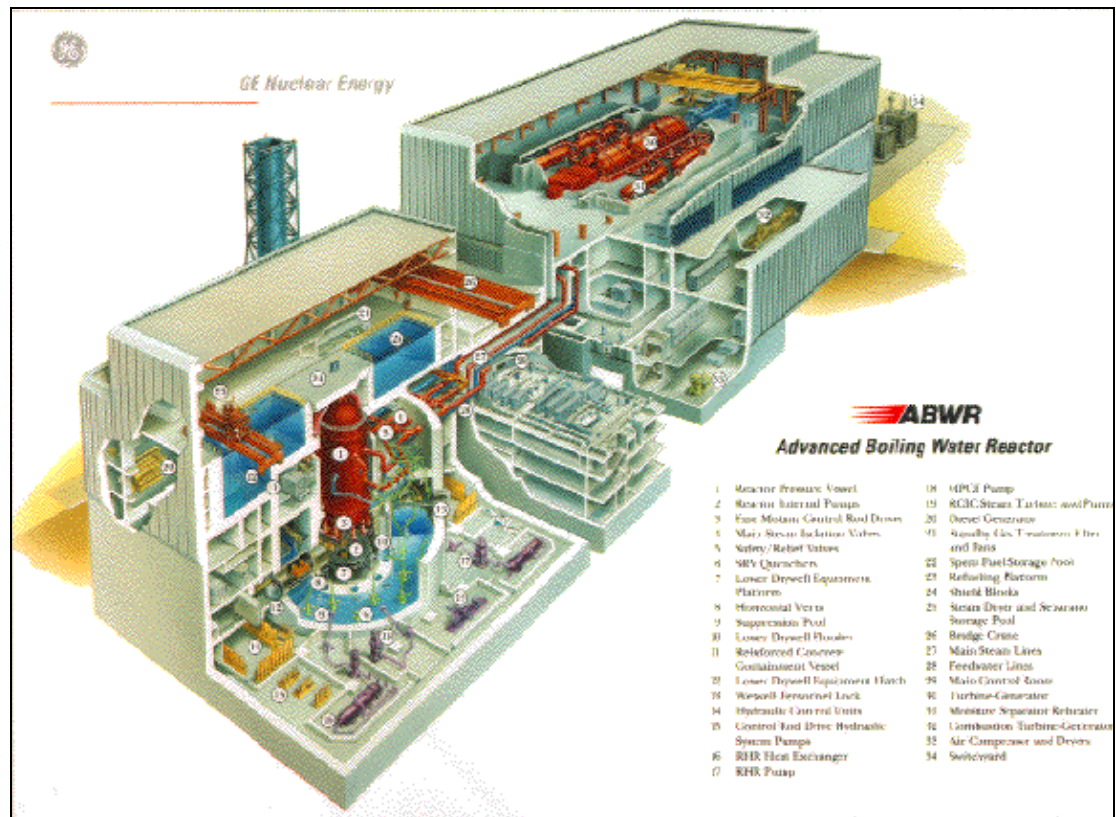 GE
GE Nuclear Energy
ABWR
Advanced Boiling Water Reactor
1 Reactor Pressure Vessel
2 Reactor Internal Pumps
3 Fine Motion Control Rod Drives
4 Main Steam Isolation Valves
5 Safety/Relief Valves
6 SRV Quenchers
7 Lower Drywell Equipment
Platform
8 Horizontal Vents
9 Suppression Pool
10 Lower Drywell Flooder
11 Reinforced Concrete
Containment Vessel
12 Lower Drywell Equipment Hatch
13 Wetwell Personnel Lock
14 Hydraulic Control Units
15 Control Rod Drive Hydraulic
System Pumps
16 RHR Heat Exchanger
17 RHR Pump
18 HPCF Pump
19 RCIC Steam Turbine and Pump
20 Diesel Generator
21 Standby Gas Treatment Filter
and Fans
22 Spent Fuel Storage Pool
23 Refueling Platform
24 Shield Blocks
25 Steam Dryer and Separator
Storage Pool
26 Bridge Crane
27 Main Steam Lines
28 Feedwater Lines
29 Main Control Room
30 Turbine-Generator
31 Moisture Separator Reheater
32 Combustion Turbine-Generator
33 Air Compressor and Dryers
34 Switchyard